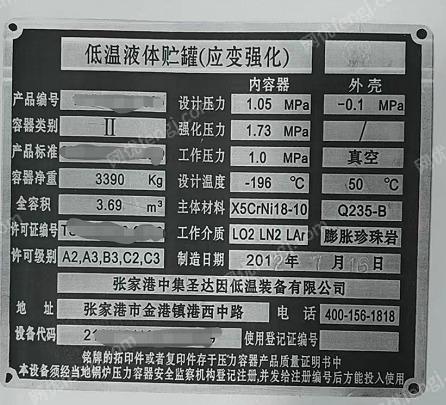 低温液体贮罐(应变强化)
内容器 外壳
产品编号 设计压力 1.05 MPa -0.1 MPa
容器类别 Ⅱ 强化压力 1.73 MPa /
产品标准 工作压力 1.0 MPa 真空
容器净重 3390 Kg 设计温度 -196 ℃ 50 ℃
全容积 3.69 m³ 主体材料 X5CrNi18-10 Q235-B
许可证编号 工作介质 LO2 LN2 LAr 膨胀珍珠岩
许可级别 A2,A3,B3,C2,C3 制造日期 2012 年7月16日
张家港中集圣达因低温装备有限公司
地 址 张家港市金港镇港西中路 电 话 400-156-1818
设备代码 使用登记证编号
铭牌的拓印件或者复印件存于压力容器产品质量证明书中
本设备须经当地锅炉压力容器安全监察机构登记注册,并发给注册编号后方能投入使用